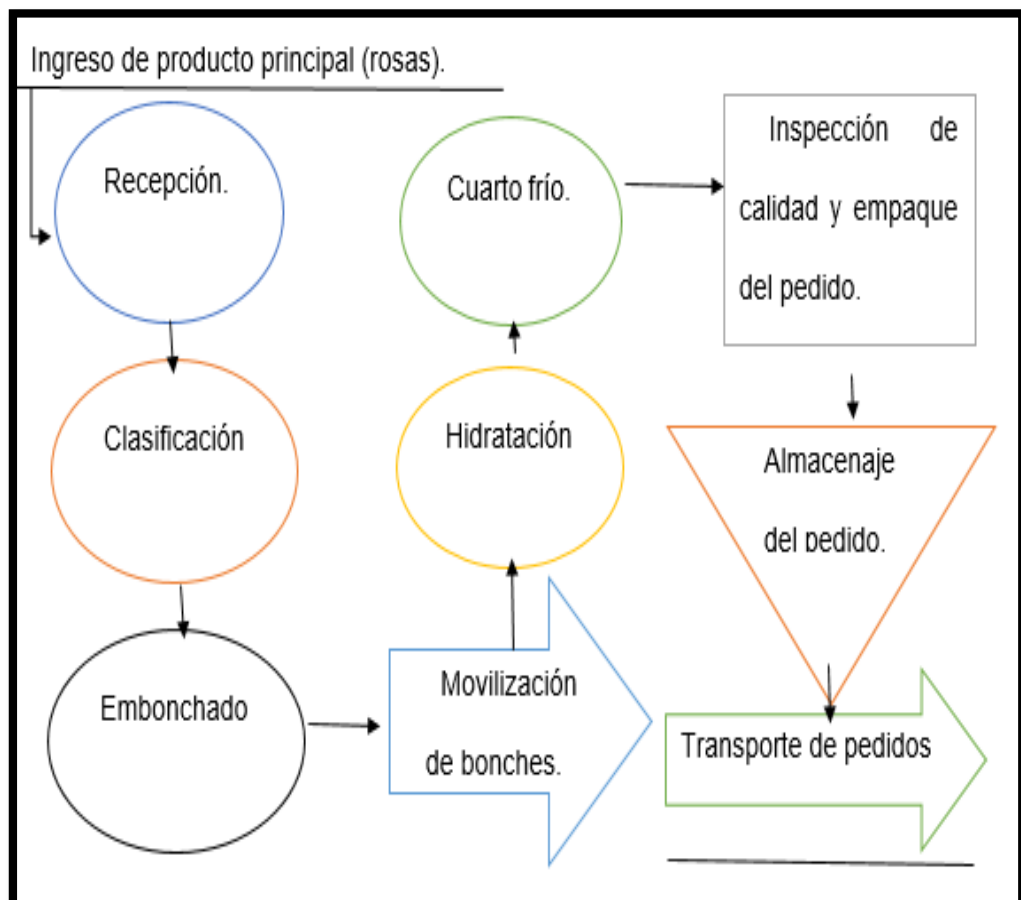 Ingreso de producto principal (rosas).
Recepción.
Clasificación
Embonchado
Movilización
de bonches.
Hidratación
Cuarto frío.
Inspección de
calidad y empaque
del pedido.
Almacenaje
del pedido.
Transporte de pedidos